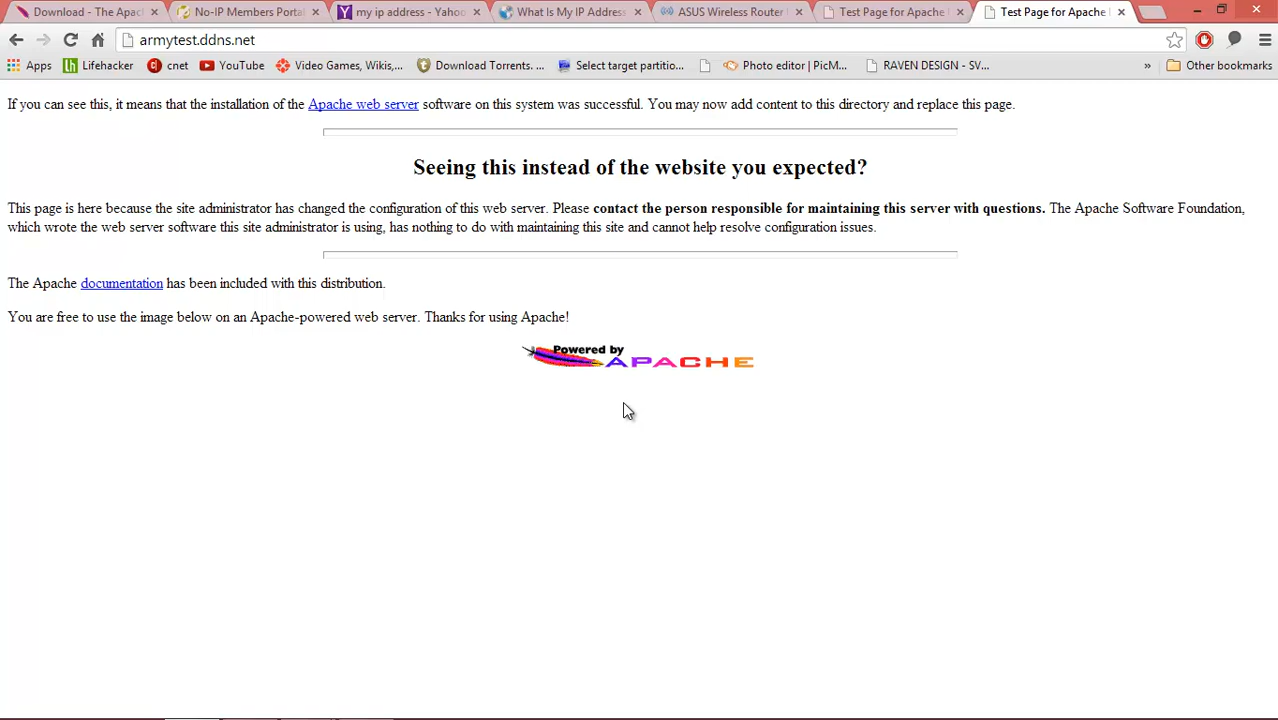 Download - The Apac
No-IP Members Portal
my ip address - Yahoo
What Is My IP Address
ASUS Wireless Router
Test Page for Apache
Test Page for Apache
armytest.ddns.net
Apps
Lifehacker
cnet
YouTube
Video Games, Wikis,...
Download Torrents. ...
Select target partitio...
Photo editor | PicM...
RAVEN DESIGN - SV...
»
Other bookmarks
If you can see this, it means that the installation of the Apache web server software on this system was successful. You may now add content to this directory and replace this page.
Seeing this instead of the website you expected?
This page is here because the site administrator has changed the configuration of this web server. Please contact the person responsible for maintaining this server with questions. The Apache Software Foundation,
which wrote the web server software this site administrator is using, has nothing to do with maintaining this site and cannot help resolve configuration issues.
The Apache documentation has been included with this distribution.
You are free to use the image below on an Apache-powered web server. Thanks for using Apache!
Powered by
APACHE